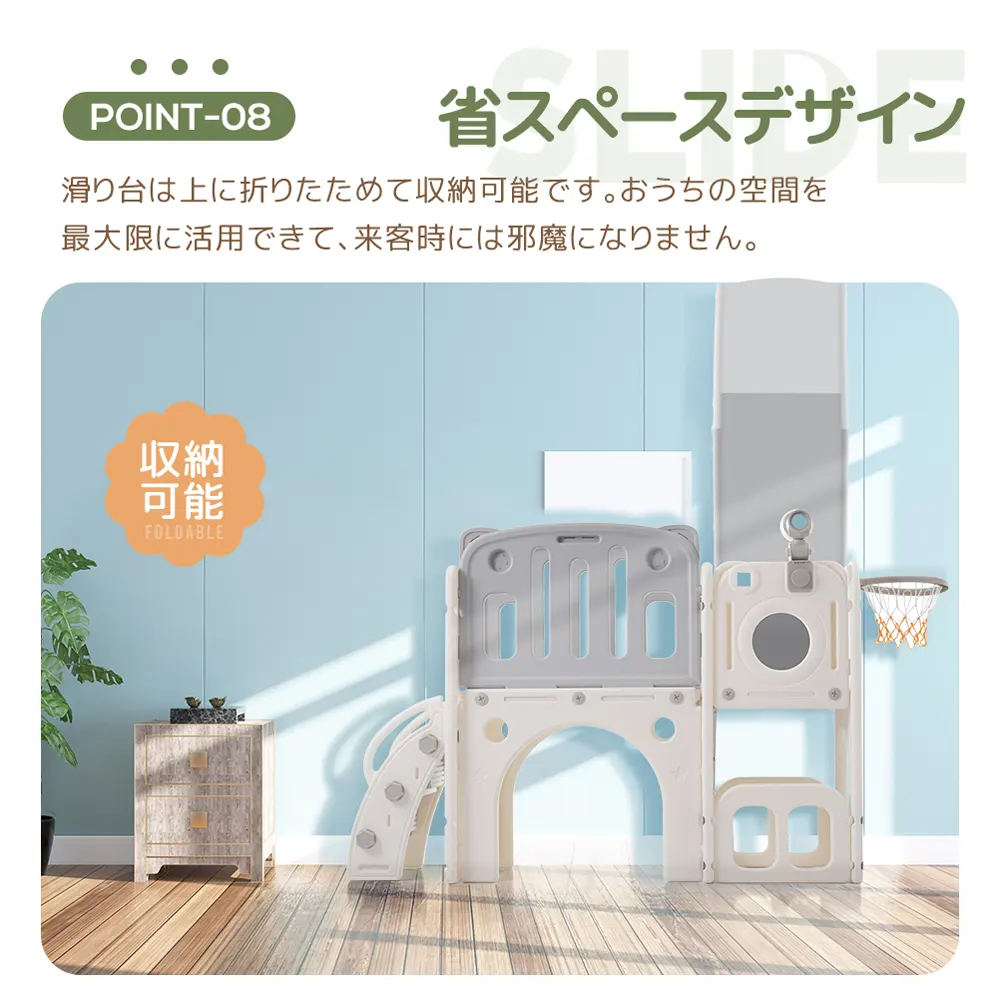 SLIDE
POINT-08
省スペースデザイン
滑り台は上に折りたためて収納可能です。おうちの空間を
最大限に活用できて、来客時には邪魔になりません。
収納
可能
FOLDABLE